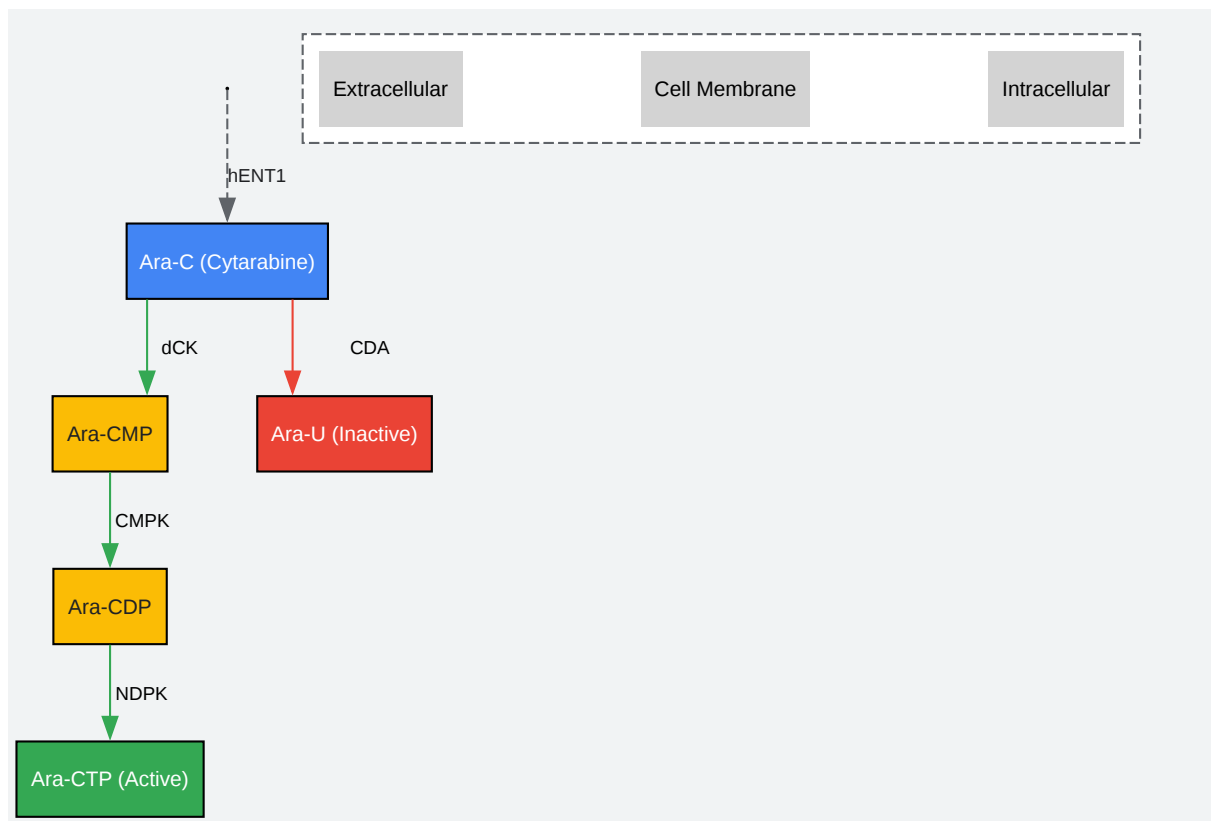 Extracellular
Cell Membrane
Intracellular
hENT1
Ara-C (Cytarabine)
dCK
CDA
Ara-CMP
Ara-U (Inactive)
CMPK
Ara-CDP
NDPK
Ara-CTP (Active)